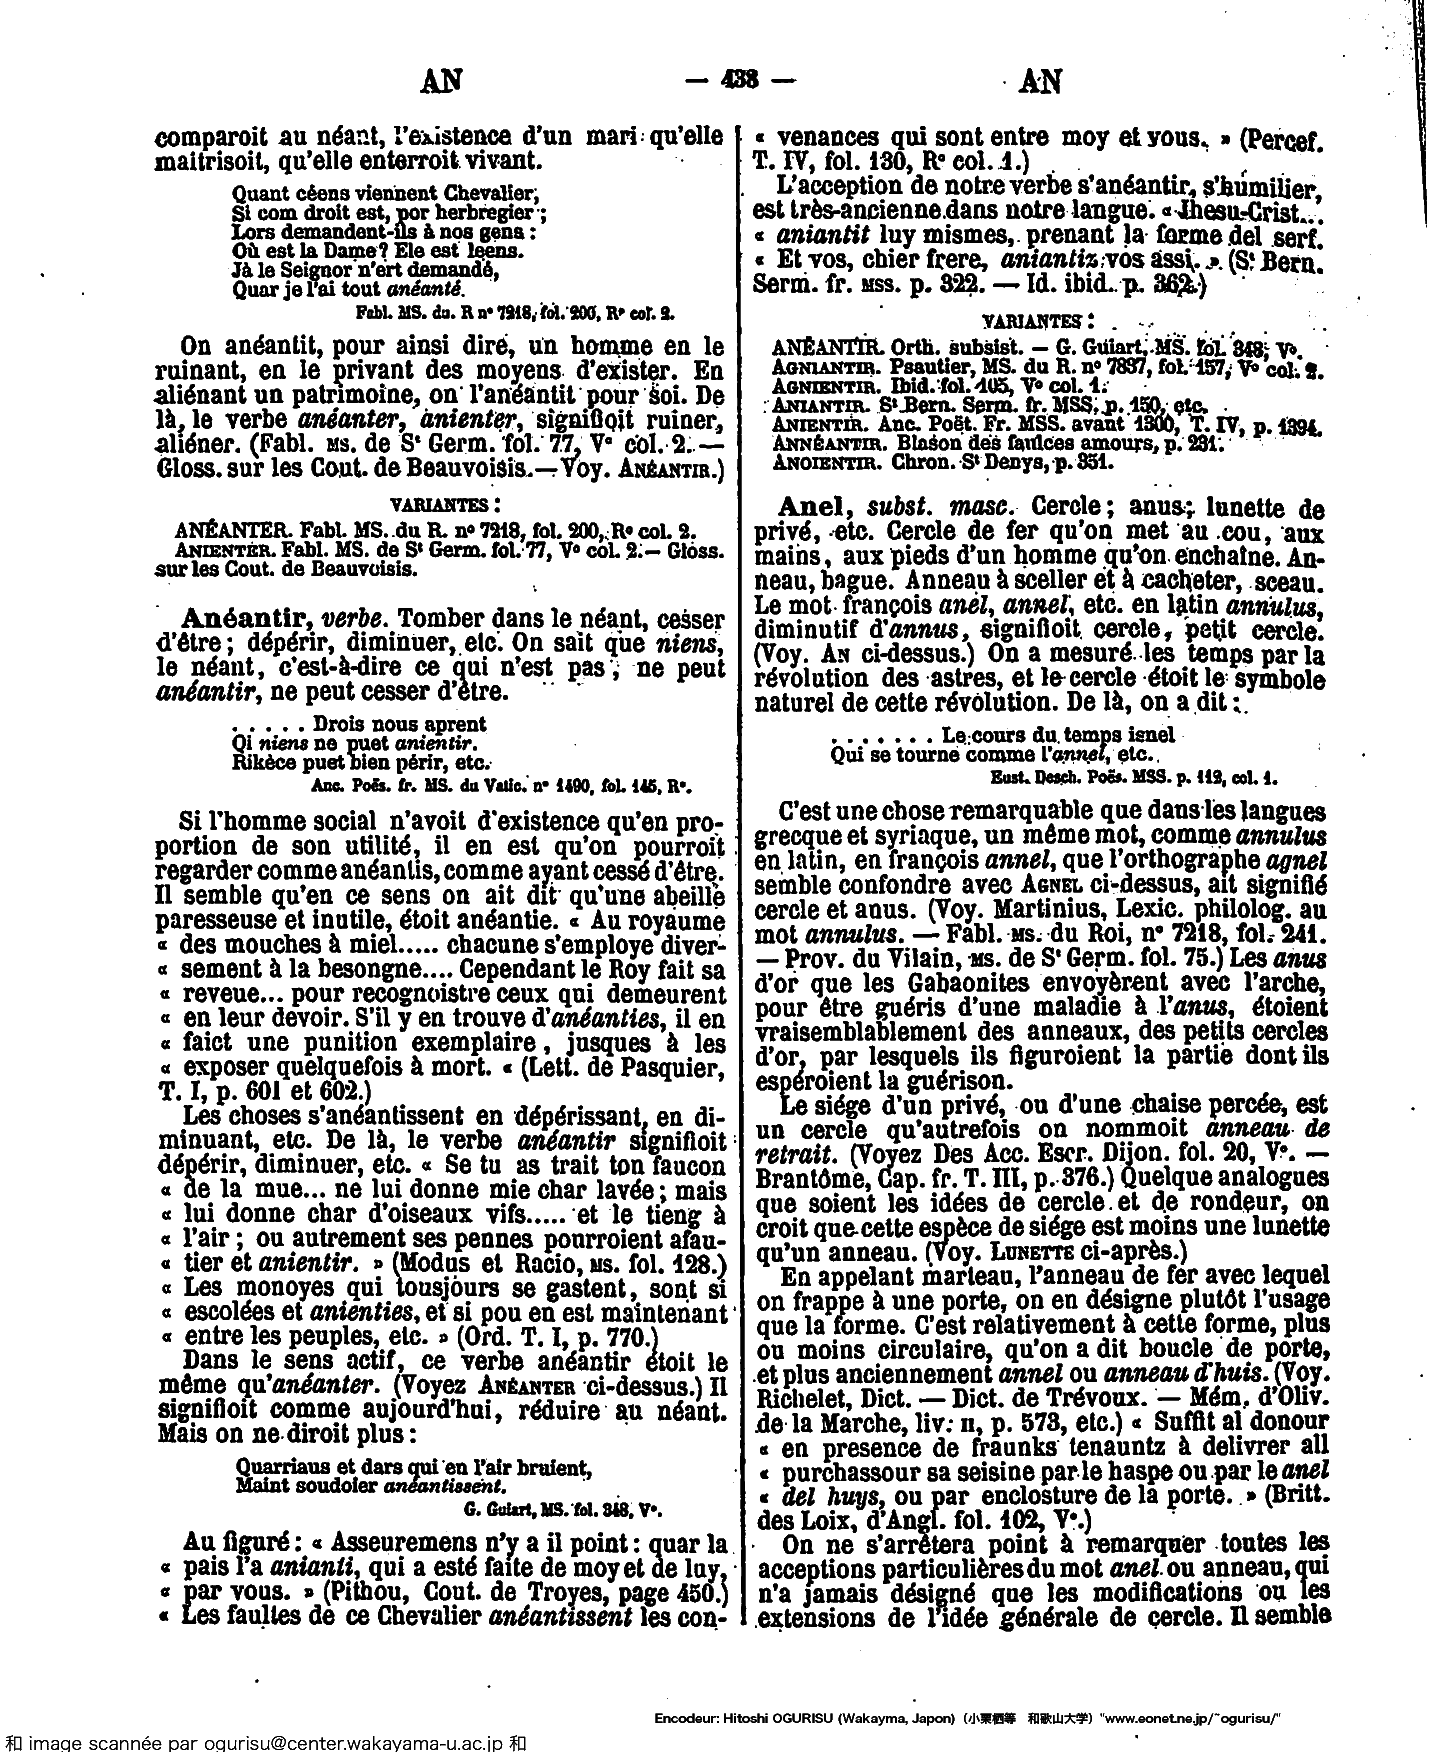 AN — 438 — AN
comparoit au néant, l'existence d'un mari qu'elle
maitrisoit, qu'elle enterroit vivant.
Quant céens viennent Chevalier,
Si com droit est, por herbregier ;
Lors demandent-ils à nos gens :
Où est la Dame? Ele est leens.
Jà le Seignor n'ert demandé,
Quar je l'ai tout anéanté.
Fabl. MS. du. R nº 7218, fol. 200, Rº col. 2.
On anéantit, pour ainsi dire, un homme en le
ruinant, en le privant des moyens d'exister. En
aliénant un patrimoine, on l'anéantit pour soi. De
là, le verbe anéanter, anienter, signifioit ruiner,
aliéner. (Fabl. MS. de St Germ. fol. 77, Vº col. 2. —
Gloss. sur les Cout. de Beauvoisis. — Voy. ANÉANTIR.)
VARIANTES :
ANÉANTER. Fabl. MS. du R. nº 7218, fol. 200, Rº col. 2.
ANIENTER. Fabl. MS. de St Germ. fol. 77, Vº col. 2. — Gloss.
sur les Cout. de Beauvoisis.
Anéantir, verbe. Tomber dans le néant, cesser
d'être ; dépérir, diminuer, etc. On sait que niens,
le néant, c'est-à-dire ce qui n'est pas ; ne peut
anéantir, ne peut cesser d'être.
. . . . . Drois nous aprent
Qi niens ne puet anientir.
Rikèce puet bien périr, etc.
Anc. Poës. fr. MS. du Vatic. nº 1490, fol. 145, Rº.
Si l'homme social n'avoit d'existence qu'en pro-
portion de son utilité, il en est qu'on pourroit
regarder comme anéantis, comme ayant cessé d'être.
Il semble qu'en ce sens on ait dit qu'une abeille
paresseuse et inutile, étoit anéantie. « Au royaume
« des mouches à miel..... chacune s'employe diver-
« sement à la besongne.... Cependant le Roy fait sa
« reveue... pour recognoistre ceux qui demeurent
« en leur devoir. S'il y en trouve d'anéanties, il en
« faict une punition exemplaire, jusques à les
« exposer quelquefois à mort. « (Lett. de Pasquier,
T. I, p. 601 et 602.)
Les choses s'anéantissent en dépérissant, en di-
minuant, etc. De là, le verbe anéantir signifioit
dépérir, diminuer, etc. « Se tu as trait ton faucon
« de la mue... ne lui donne mie char lavée ; mais
« lui donne char d'oiseaux vifs..... et le tieng à
« l'air ; ou autrement ses pennes pourroient afau-
« tier et anientir. » (Modus et Racio, MS. fol. 128.)
« Les monoyes qui tousjours se gastent, sont si
« escolées et anienties, et si pou en est maintenant
« entre les peuples, etc. » (Ord. T. I, p. 770.)
Dans le sens actif, ce verbe anéantir étoit le
même qu'anéanter. (Voyez ANÉANTER ci-dessus.) Il
signifioit comme aujourd'hui, réduire au néant.
Mais on ne diroit plus :
Quarriaus et dars qui en l'air bruient,
Maint soudoier anéantissent.
G. Guiart, MS. fol. 348, Vº.
Au figuré : « Asseuremens n'y a il point : quar la
« pais l'a anianti, qui a esté faite de moy et de luy,
« par vous. » (Pithou, Cout. de Troyes, page 450.)
« Les faultes de ce Chevalier anéantissent les con-
« venances qui sont entre moy et vous. » (Percef.
T. IV, fol. 130, Rº col. 1.)
L'acception de notre verbe s'anéantir, s'humilier,
est très-ancienne dans notre langue. « Jhesu-Crist...
« aniantit luy mismes, prenant la forme del serf.
« Et vos, chier frere, aniantiz vos assi. » (St Bern.
Serm. fr. MSS. p. 322. — Id. ibid. p. 362.)
VARIANTES :
ANÉANTIR. Orth. subsist. — G. Guiart, MS. fol. 348, Vº.
AGNIANTIR. Psautier, MS. du R. nº 7837, fol. 157, Vº col. 2.
AGNIENTIR. Ibid. fol. 105, Vº col. 1.
ANIANTIR. St Bern. Serm. fr. MSS. p. 150, etc.
ANIENTIR. Anc. Poët. Fr. MSS. avant 1300, T. IV, p. 1394.
ANNÉANTIR. Blason des faulces amours, p. 231.
ANOIENTIR. Chron. St Denys, p. 351.
Anel, subst. masc. Cercle ; anus ; lunette de
privé, etc. Cercle de fer qu'on met au cou, aux
mains, aux pieds d'un homme qu'on enchaîne. An-
neau, bague. Anneau à sceller et à cacheter, sceau.
Le mot françois anel, annel, etc. en latin annulus,
diminutif d'annus, signifioit cercle, petit cercle.
(Voy. AN ci-dessus.) On a mesuré les temps par la
révolution des astres, et le cercle étoit le symbole
naturel de cette révolution. De là, on a dit :
. . . . . . . Le cours du temps isnel
Qui se tourne comme l'annel, etc.
Eust. Desch. Poës. MSS. p. 112, col. 1.
C'est une chose remarquable que dans les langues
grecque et syriaque, un même mot, comme annulus
en latin, en françois annel, que l'orthographe agnel
semble confondre avec AGNEL ci-dessus, ait signifié
cercle et anus. (Voy. Martinius, Lexic. philolog. au
mot annulus. — Fabl. MS. du Roi, nº 7218, fol. 241.
— Prov. du Vilain, MS. de St Germ. fol. 75.) Les anus
d'or que les Gabaonites envoyèrent avec l'arche,
pour être guéris d'une maladie à l'anus, étoient
vraisemblablement des anneaux, des petits cercles
d'or, par lesquels ils figuroient la partie dont ils
espéroient la guérison.
Le siége d'un privé, ou d'une chaise percée, est
un cercle qu'autrefois on nommoit anneau de
retrait. (Voyez Des Acc. Escr. Dijon. fol. 20, Vº. —
Brantôme, Cap. fr. T. III, p. 376.) Quelque analogues
que soient les idées de cercle et de rondeur, on
croit que cette espèce de siége est moins une lunette
qu'un anneau. (Voy. LUNETTE ci-après.)
En appelant marteau, l'anneau de fer avec lequel
on frappe à une porte, on en désigne plutôt l'usage
que la forme. C'est relativement à cette forme, plus
ou moins circulaire, qu'on a dit boucle de porte,
et plus anciennement annel ou anneau d'huis. (Voy.
Richelet, Dict. — Dict. de Trévoux. — Mém. d'Oliv.
de la Marche, liv. II, p. 573, etc.) « Suffit al donour
« en presence de fraunks tenauntz à delivrer all
« purchassour sa seisine par le haspe ou par le anel
« del huys, ou par enclosture de la porte. » (Britt.
des Loix, d'Angl. fol. 102, Vº.)
On ne s'arrêtera point à remarquer toutes les
acceptions particulières du mot anel ou anneau, qui
n'a jamais désigné que les modifications ou les
extensions de l'idée générale de cercle. Il semble
Encodeur: Hitoshi OGURISU (Wakayma, Japon) (小栗栖等 和歌山大学) "www.eonet.ne.jp/~ogurisu/"
和 image scannée par ogurisu@center.wakayama-u.ac.jp 和